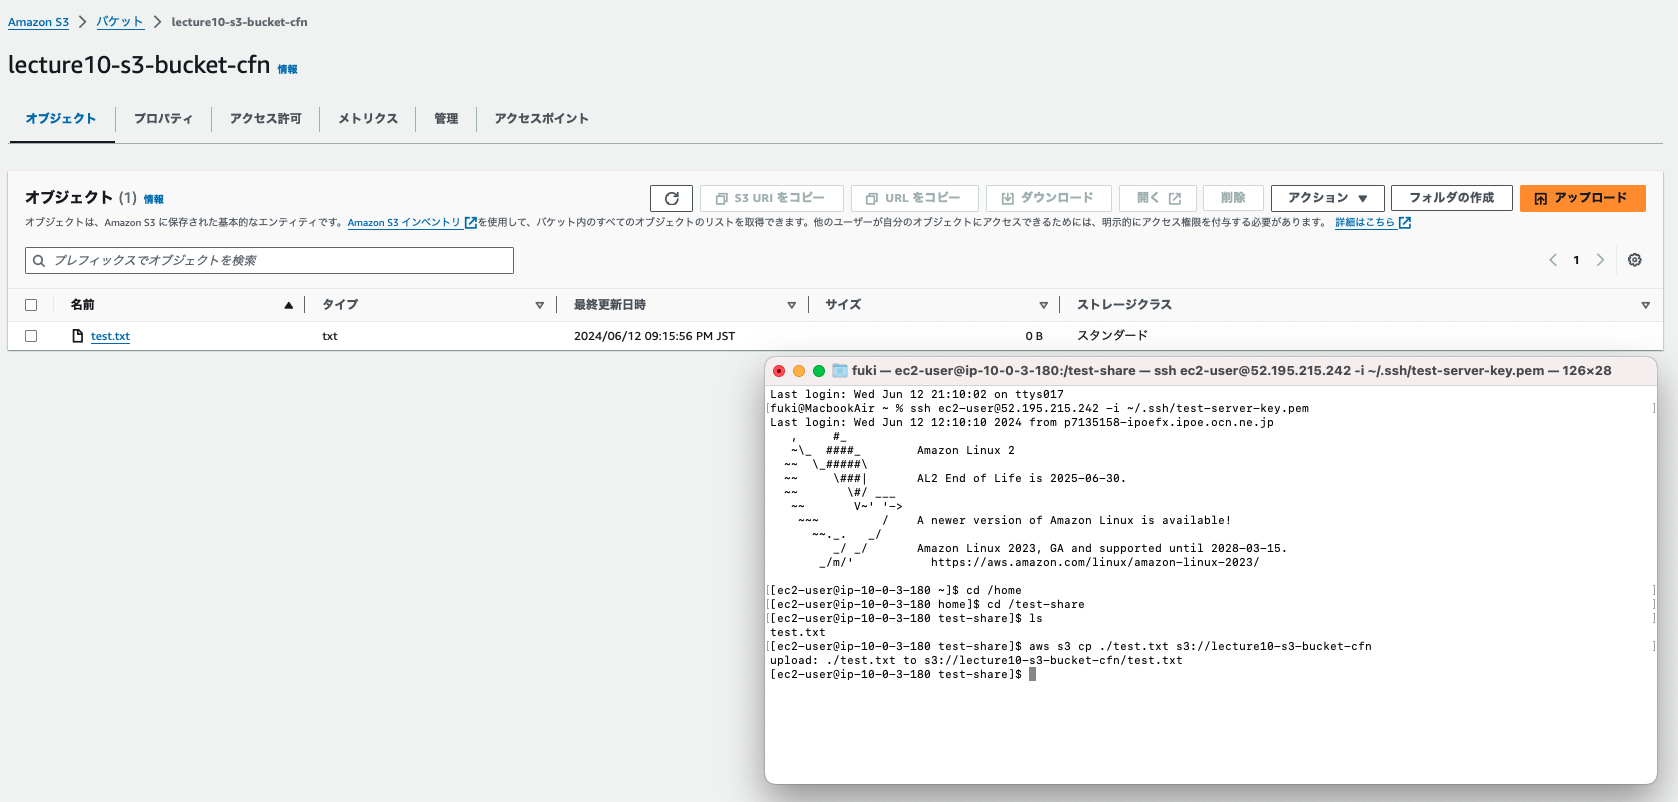 Amazon S3 > バケット > lecture10-s3-bucket-cfn
lecture10-s3-bucket-cfn 情報
オブジェクト プロパティ アクセス許可 メトリクス 管理 アクセスポイント
オブジェクト (1) 情報
S3 URI をコピー URL をコピー ダウンロード 開く 削除 アクション ▼ フォルダの作成 アップロード
オブジェクトは、Amazon S3 に保存された基本的なエンティティです。Amazon S3 インベントリ を使用して、バケット内のすべてのオブジェクトのリストを取得できます。他のユーザーが自分のオブジェクトにアクセスできるためには、明示的にアクセス権限を付与する必要があります。 詳細はこちら
プレフィックスでオブジェクトを検索
< 1 >
名前 ▲ タイプ ▽ 最終更新日時 ▽ サイズ ▽ ストレージクラス ▽
test.txt txt 2024/06/12 09:15:56 PM JST 0 B スタンダード
fuki — ec2-user@ip-10-0-3-180:/test-share — ssh ec2-user@52.195.215.242 -i ~/.ssh/test-server-key.pem — 126×28
Last login: Wed Jun 12 21:10:02 on ttys017
[fuki@MacbookAir ~ % ssh ec2-user@52.195.215.242 -i ~/.ssh/test-server-key.pem ]
Last login: Wed Jun 12 12:10:10 2024 from p7135158-ipoefx.ipoe.ocn.ne.jp
   ,     #_
   ~\_  ####_        Amazon Linux 2
  ~~  \_#####\
  ~~     \###|       AL2 End of Life is 2025-06-30.
  ~~       \#/ ___
   ~~       V~' '->
    ~~~         /    A newer version of Amazon Linux is available!
      ~~._.   _/
         _/ _/       Amazon Linux 2023, GA and supported until 2028-03-15.
       _/m/'           https://aws.amazon.com/linux/amazon-linux-2023/
[[ec2-user@ip-10-0-3-180 ~]$ cd /home ]
[[ec2-user@ip-10-0-3-180 home]$ cd /test-share ]
[[ec2-user@ip-10-0-3-180 test-share]$ ls ]
test.txt
[[ec2-user@ip-10-0-3-180 test-share]$ aws s3 cp ./test.txt s3://lecture10-s3-bucket-cfn ]
upload: ./test.txt to s3://lecture10-s3-bucket-cfn/test.txt
[ec2-user@ip-10-0-3-180 test-share]$